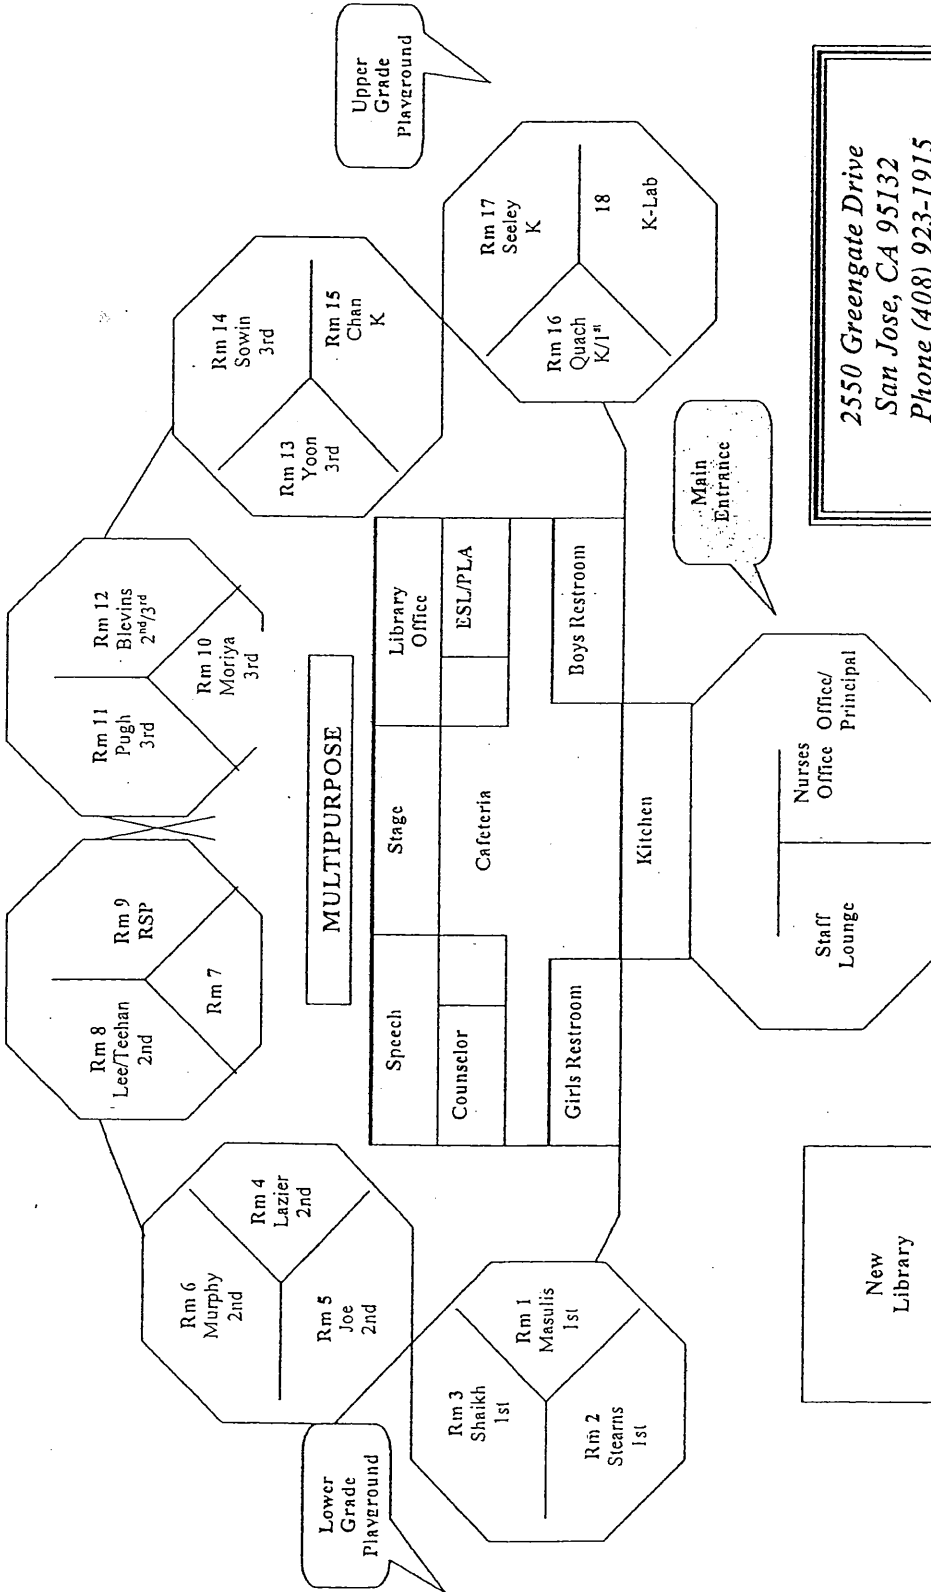 Upper
Grade
Playground
Rm 11
Pugh
3rd
Rm 12
Blevins
2nd/3rd
Rm 10
Moriya
3rd
Rm 8
Lee/Teehan
2nd
Rm 9
RSP
Rm 7
Rm 14
Sowin
3rd
Rm 13
Yoon
3rd
Rm 15
Chan
K
Rm 6
Murphy
2nd
Rm 4
Lazier
2nd
Rm 5
Joe
2nd
MULTIPURPOSE
Speech
Stage
Library
Office
Counselor
Cafeteria
ESL/PLA
Girls Restroom
Boys Restroom
Kitchen
Rm 17
Seeley
K
Rm 16
Quach
K/1st
18
K-Lab
Lower
Grade
Playground
Rm 3
Shaikh
1st
Rm 1
Masulis
1st
Rm 2
Stearns
1st
Main
Entrance
Staff
Lounge
Nurses
Office
Office/
Principal
New
Library
2550 Greengate Drive
San Jose, CA 95132
Phone (408) 923-1915